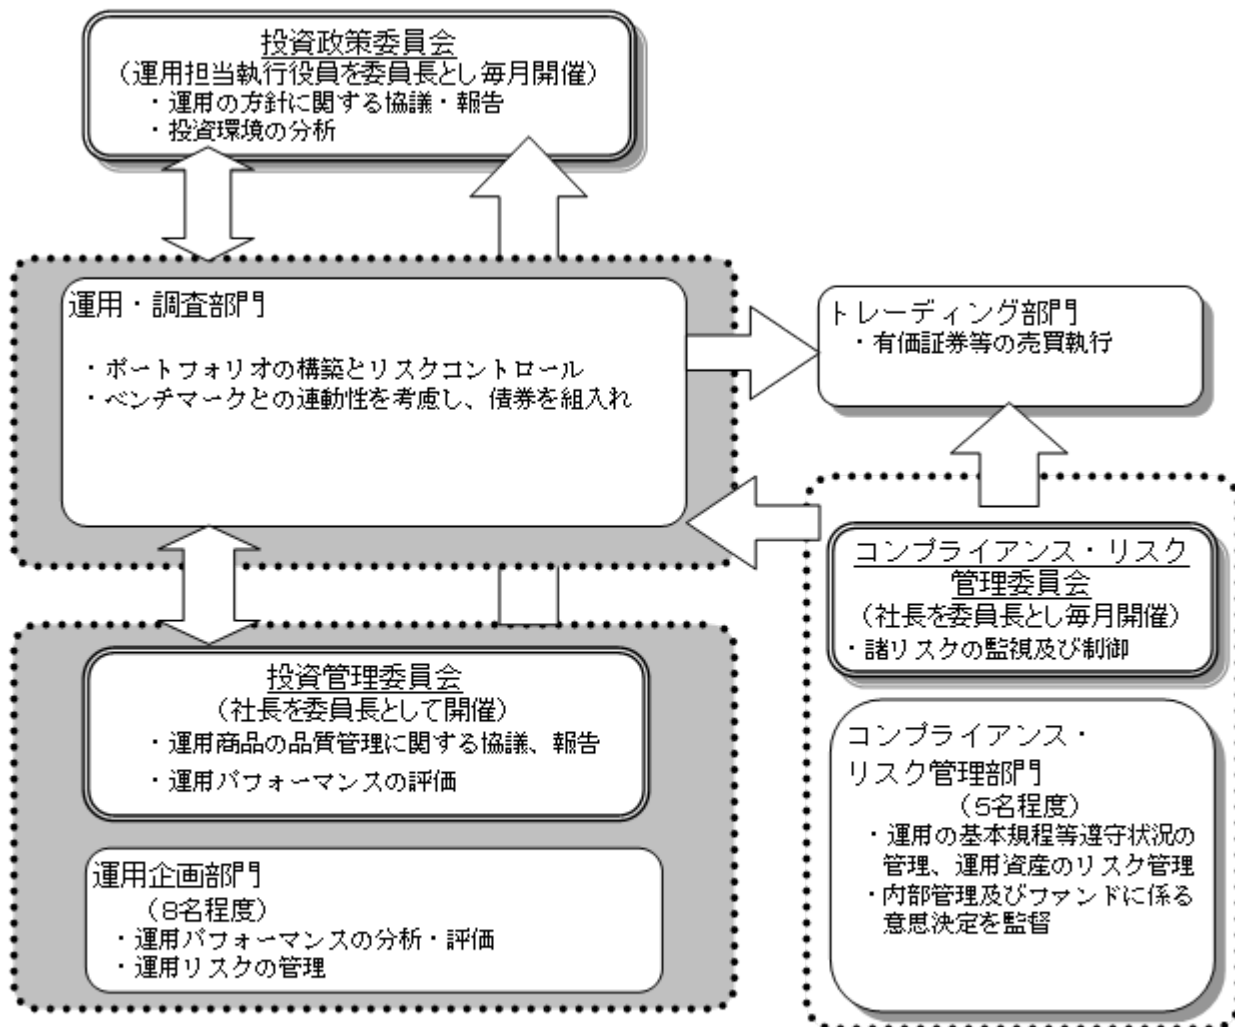 投資政策委員会
（運用担当執行役員を委員長とし毎月開催）
・運用の方針に関する協議・報告
・投資環境の分析
運用・調査部門
・ポートフォリオの構築とリスクコントロール
・ベンチマークとの連動性を考慮し、債券を組入れ
トレーディング部門
・有価証券等の売買執行
コンプライアンス・リスク
管理委員会
（社長を委員長とし毎月開催）
・諸リスクの監視及び制御
投資管理委員会
（社長を委員長として開催）
・運用商品の品質管理に関する協議、報告
・運用パフォーマンスの評価
コンプライアンス・
リスク管理部門
（5名程度）
・運用の基本規程等遵守状況の
管理、運用資産のリスク管理
・内部管理及びファンドに係る
意思決定を監督
運用企画部門
（8名程度）
・運用パフォーマンスの分析・評価
・運用リスクの管理